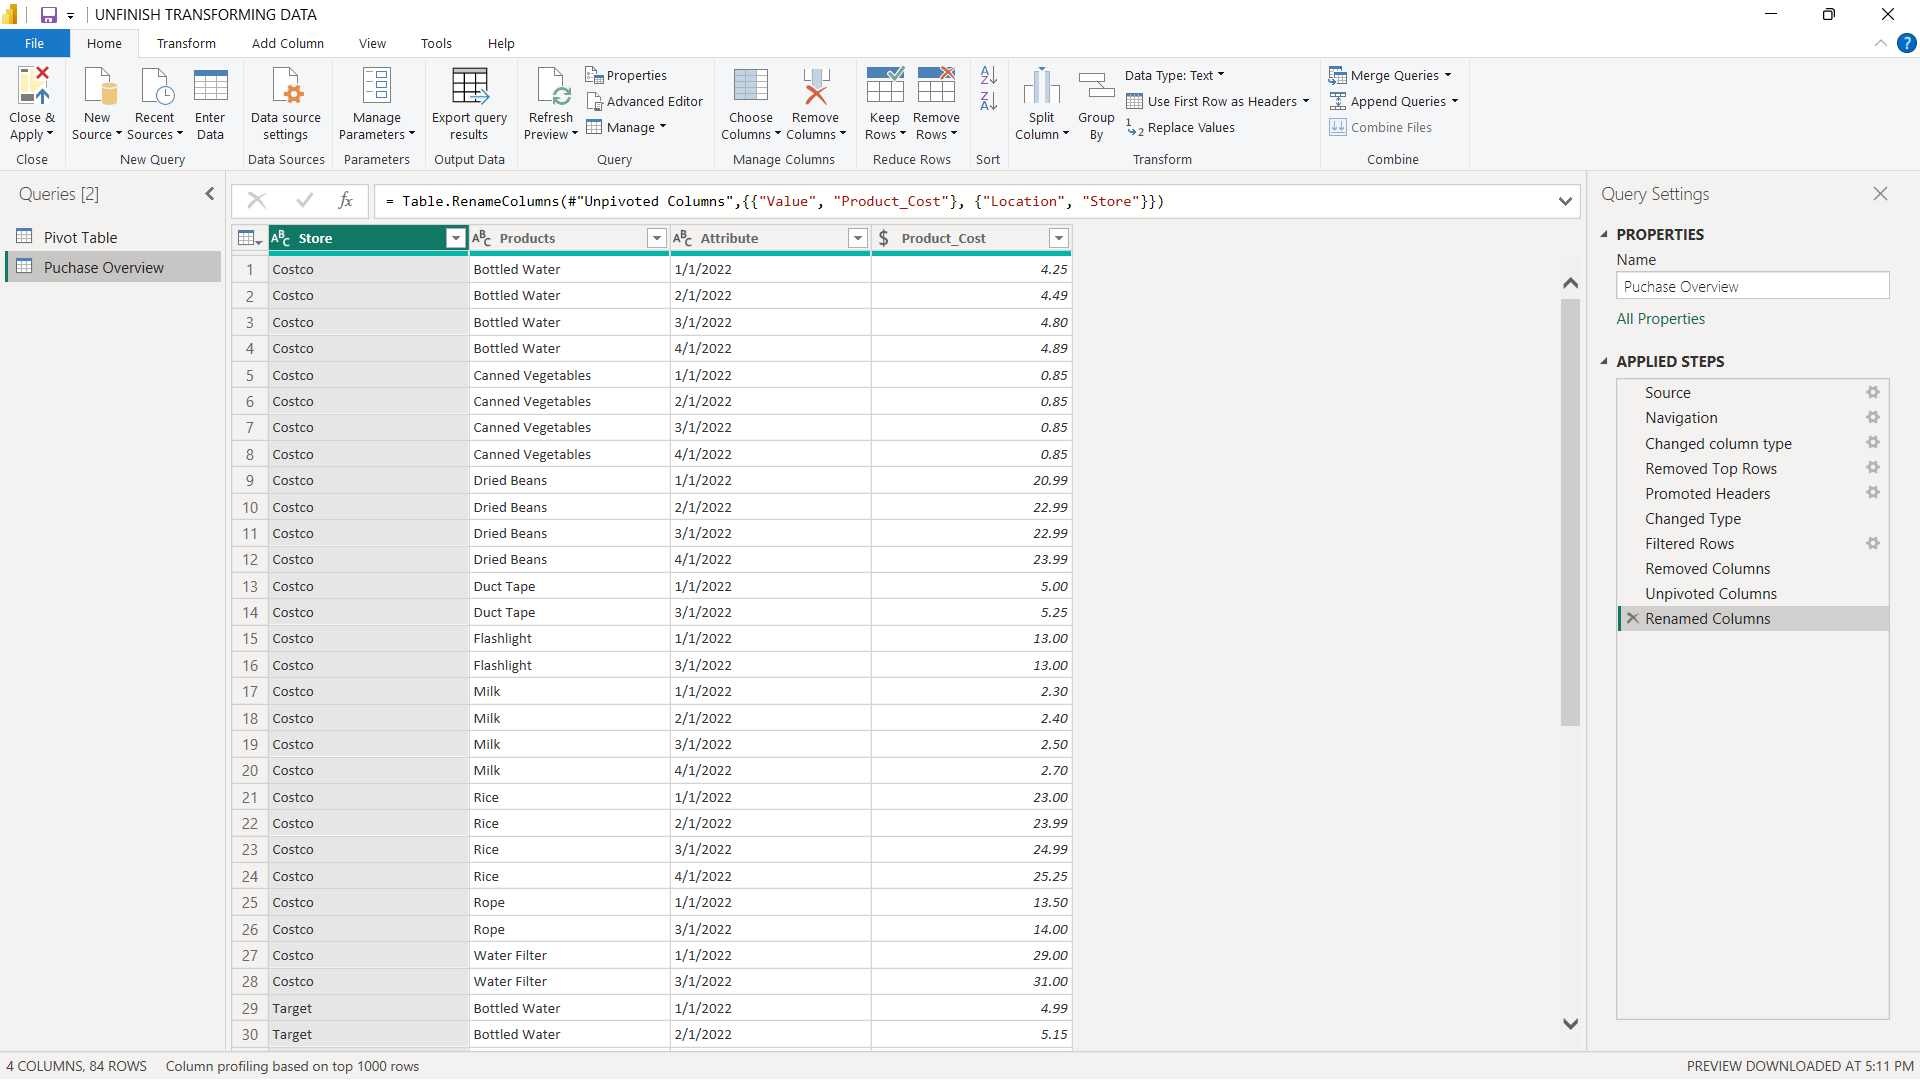 UNFINISH TRANSFORMING DATA
File Home Transform Add Column View Tools Help
Close & Apply
Close
New Source
Recent Sources
Enter Data
New Query
Data source settings
Data Sources
Manage Parameters
Parameters
Export query results
Output Data
Refresh Preview
Properties
Advanced Editor
Manage
Query
Choose Columns
Remove Columns
Manage Columns
Keep Rows
Remove Rows
Reduce Rows
Sort
Split Column
Group By
Data Type: Text
Use First Row as Headers
Replace Values
Transform
Merge Queries
Append Queries
Combine Files
Combine
Queries [2]
Pivot Table
Puchase Overview
fx
= Table.RenameColumns(#"Unpivoted Columns",{{"Value", "Product_Cost"}, {"Location", "Store"}})
ABC Store ABC Products ABC Attribute $ Product_Cost
1 Costco Bottled Water 1/1/2022 4.25
2 Costco Bottled Water 2/1/2022 4.49
3 Costco Bottled Water 3/1/2022 4.80
4 Costco Bottled Water 4/1/2022 4.89
5 Costco Canned Vegetables 1/1/2022 0.85
6 Costco Canned Vegetables 2/1/2022 0.85
7 Costco Canned Vegetables 3/1/2022 0.85
8 Costco Canned Vegetables 4/1/2022 0.85
9 Costco Dried Beans 1/1/2022 20.99
10 Costco Dried Beans 2/1/2022 22.99
11 Costco Dried Beans 3/1/2022 22.99
12 Costco Dried Beans 4/1/2022 23.99
13 Costco Duct Tape 1/1/2022 5.00
14 Costco Duct Tape 3/1/2022 5.25
15 Costco Flashlight 1/1/2022 13.00
16 Costco Flashlight 3/1/2022 13.00
17 Costco Milk 1/1/2022 2.30
18 Costco Milk 2/1/2022 2.40
19 Costco Milk 3/1/2022 2.50
20 Costco Milk 4/1/2022 2.70
21 Costco Rice 1/1/2022 23.00
22 Costco Rice 2/1/2022 23.99
23 Costco Rice 3/1/2022 24.99
24 Costco Rice 4/1/2022 25.25
25 Costco Rope 1/1/2022 13.50
26 Costco Rope 3/1/2022 14.00
27 Costco Water Filter 1/1/2022 29.00
28 Costco Water Filter 3/1/2022 31.00
29 Target Bottled Water 1/1/2022 4.99
30 Target Bottled Water 2/1/2022 5.15
Query Settings
PROPERTIES
Name
Puchase Overview
All Properties
APPLIED STEPS
Source
Navigation
Changed column type
Removed Top Rows
Promoted Headers
Changed Type
Filtered Rows
Removed Columns
Unpivoted Columns
Renamed Columns
4 COLUMNS, 84 ROWS Column profiling based on top 1000 rows
PREVIEW DOWNLOADED AT 5:11 PM